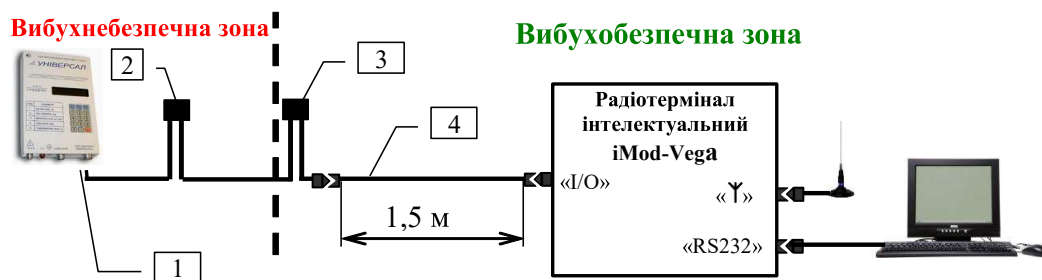 Вибухнебезпечна зона
Вибухобезпечна зона
УНІВЕРСАЛ
2
3
4
1
1,5 м
Радіотермінал
інтелектуальний
iMod-Vega
«I/O»
«Y»
«RS232»